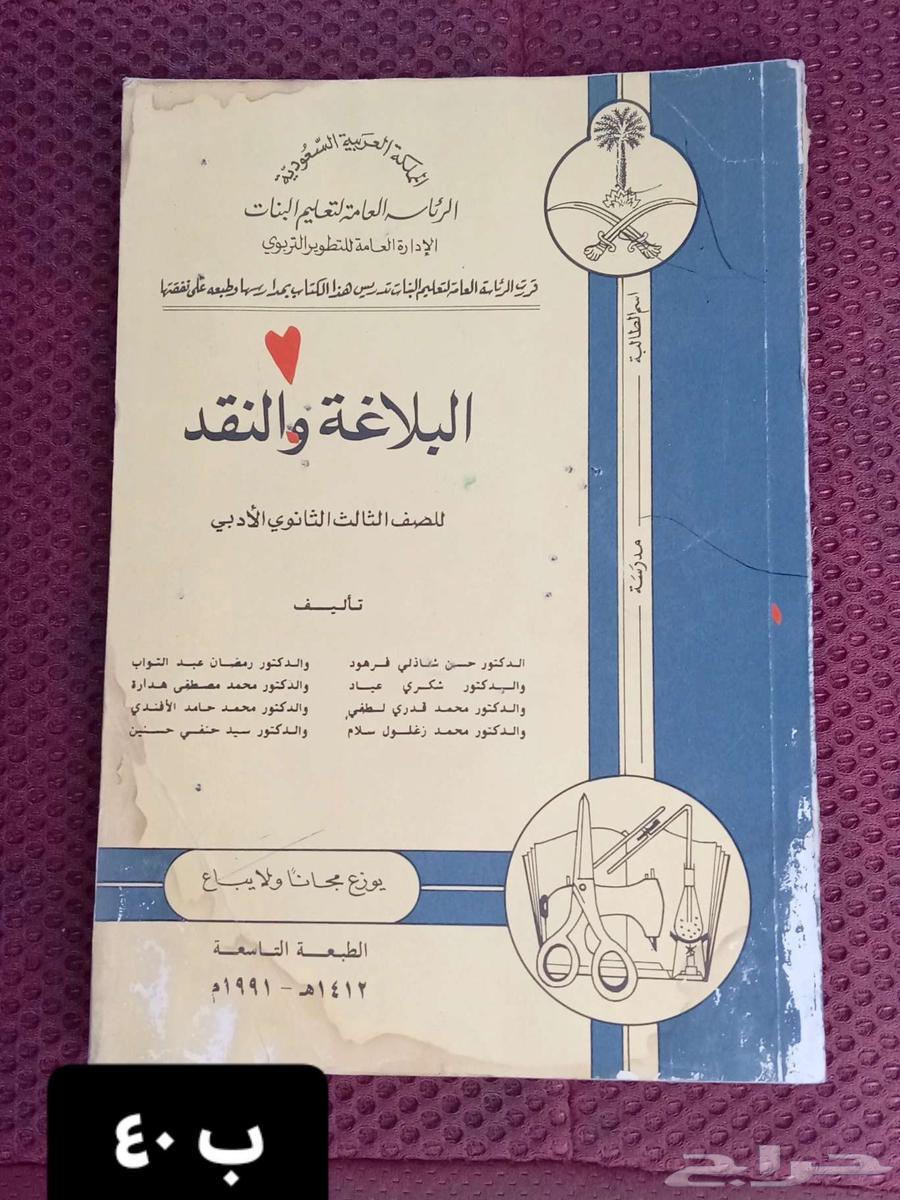 المملكة العربية السعودية
الرئاسة العامة لتعليم البنات
الإدارة العامة للتطوير التربوي
قررت الرئاسة العامة لتعليم البنات تدريس هذا الكتاب بمدارسها وطبعه على نفقتها
اسم الطالبة
مدرسة
البلاغة والنقد
للصف الثالث الثانوي الأدبي
تأليف
الدكتور حسن شاذلي فرهود والدكتور رمضان عبد التواب
والدكتور شكري عياد والدكتور محمد مصطفى هدارة
والدكتور محمد قدري لطفي والدكتور محمد حامد الأفندي
والدكتور محمد زغلول سلام والدكتور سيد حنفي حسنين
يوزع مجانًا ولا يباع
الطبعة التاسعة
١٤١٢هـ - ١٩٩١م
ب ٤٠
حراج